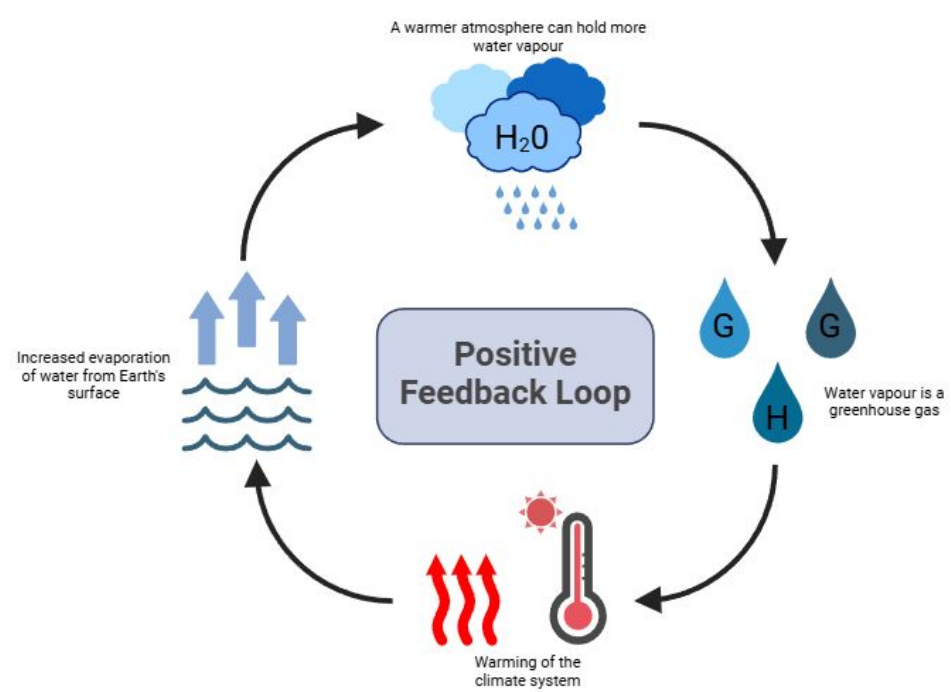 A warmer atmosphere can hold more
water vapour
H₂0
G
G
H
Water vapour is a
greenhouse gas
Positive
Feedback Loop
Increased evaporation
of water from Earth's
surface
Warming of the
climate system